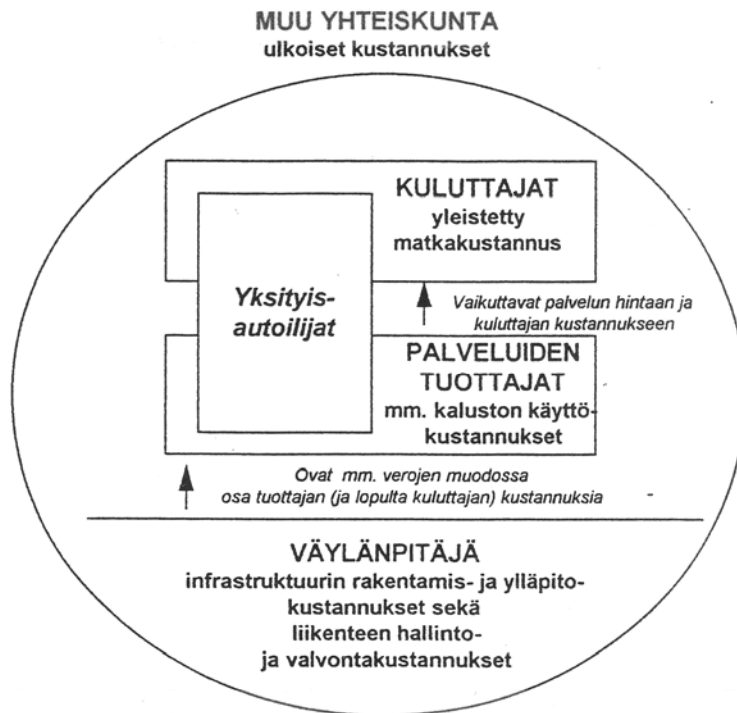 MUU YHTEISKUNTA
ulkoiset kustannukset
KULUTTAJAT
yleistetty
matkakustannus
Yksityis-
autoilijat
Vaikuttavat palvelun hintaan ja
kuluttajan kustannukseen
PALVELUIDEN
TUOTTAJAT
mm. kaluston käyttö-
kustannukset
Ovat mm. verojen muodossa
osa tuottajan (ja lopulta kuluttajan) kustannuksia
VÄYLÄNPITÄJÄ
infrastruktuurin rakentamis- ja ylläpito-
kustannukset sekä
liikenteen hallinto-
ja valvontakustannukset